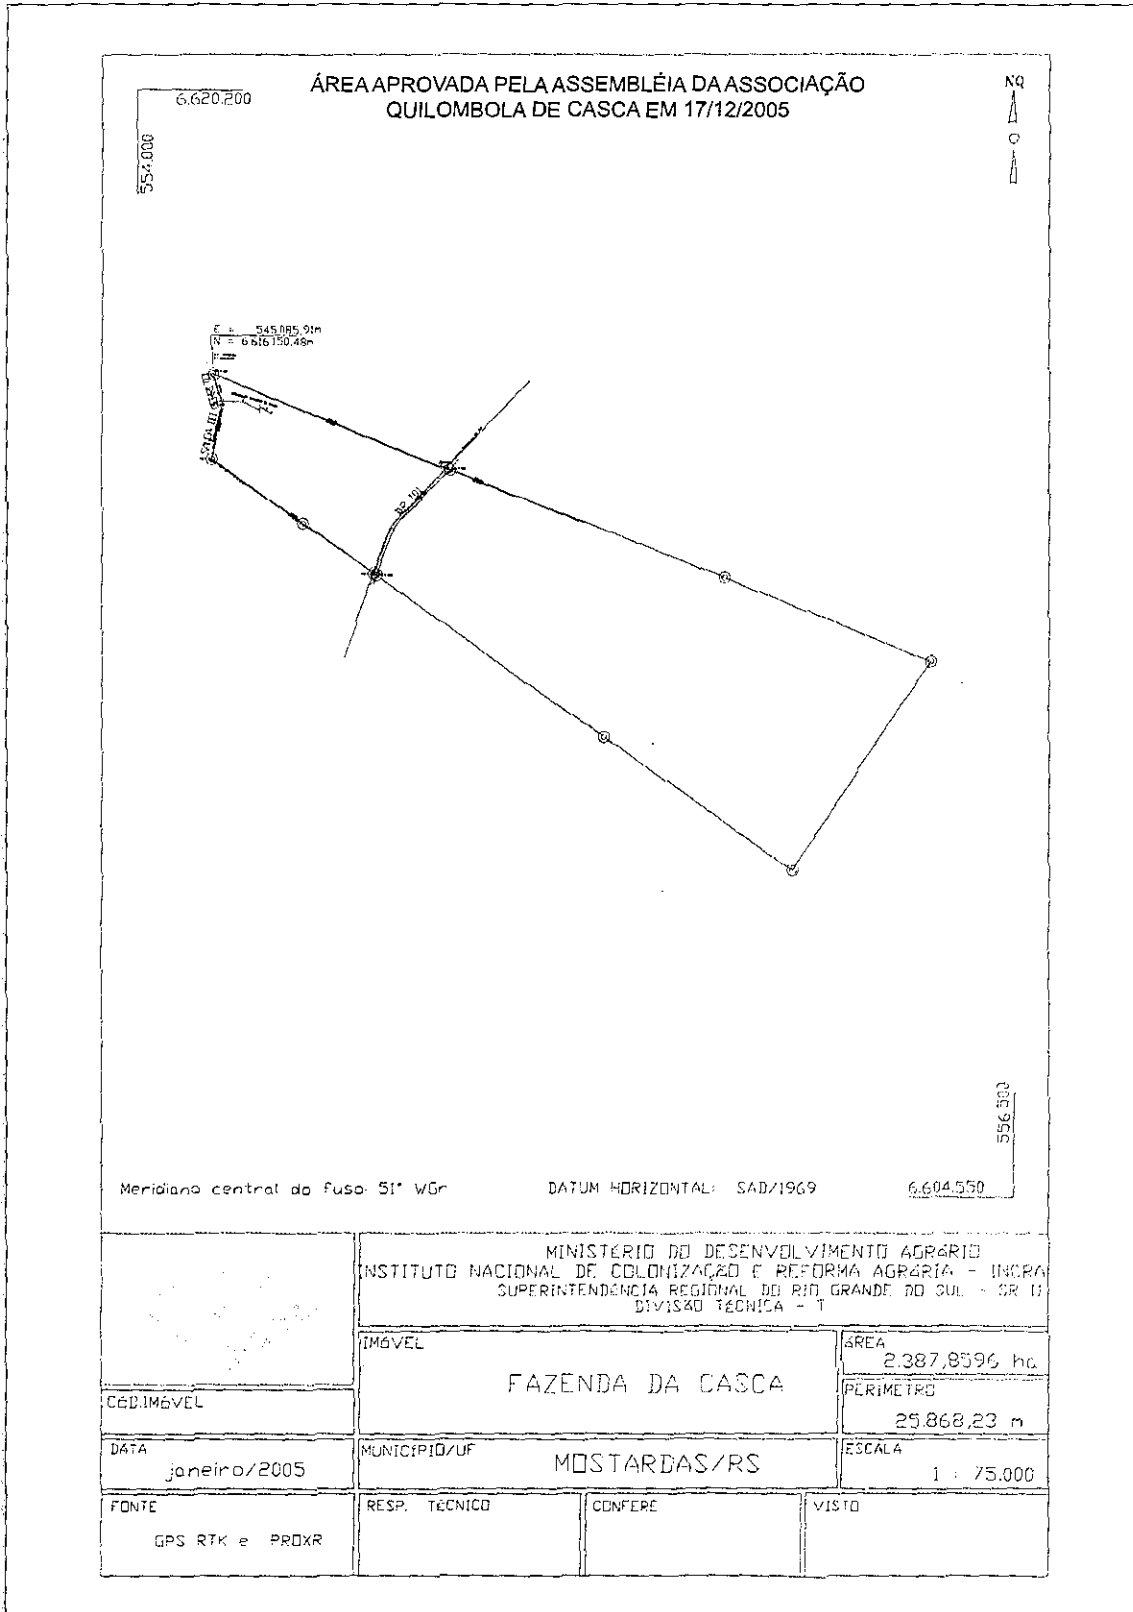 ÁREA APROVADA PELA ASSEMBLÉIA DA ASSOCIAÇÃO
QUILOMBOLA DE CASCA EM 17/12/2005
NQ
6.620.200
554.000
E = 545.085,91m
N = 6 616 150,48m
556.500
Meridiano central do fuso: 51° WGr
DATUM HORIZONTAL: SAD/1969
6.604.550
MINISTÉRIO DO DESENVOLVIMENTO AGRÁRIO
INSTITUTO NACIONAL DE COLONIZAÇÃO E REFORMA AGRÁRIA - INCRA
SUPERINTENDÊNCIA REGIONAL DO RIO GRANDE DO SUL - SR 11
DIVISÃO TÉCNICA - T
IMÓVEL
FAZENDA DA CASCA
ÁREA
2.387,8596 ha
PERÍMETRO
25.868,23 m
CÓD.IMÓVEL
DATA
janeiro/2005
MUNICÍPIO/UF
MOSTARDAS/RS
ESCALA
1 : 75.000
FONTE
GPS RTK e PROXR
RESP. TÉCNICO
CONFERE
VISTO